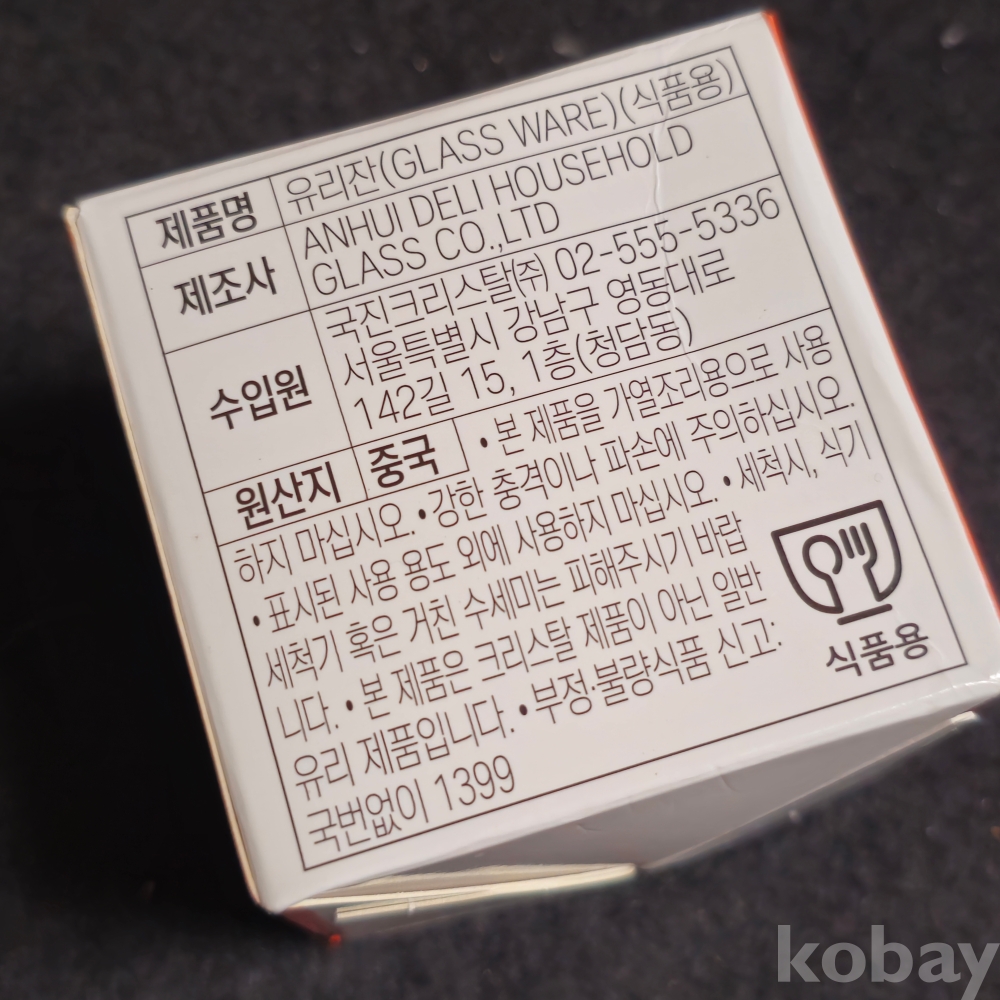 제품명 유리잔(GLASS WARE)(식품용)
제조사 ANHUI DELI HOUSEHOLD
GLASS CO.,LTD
수입원 국진크리스탈(주) 02-555-5336
서울특별시 강남구 영동대로
142길 15, 1층(청담동)
원산지 중국 • 본 제품을 가열조리용으로 사용
하지 마십시오. • 강한 충격이나 파손에 주의하십시오.
• 표시된 사용 용도 외에 사용하지 마십시오. • 세척시, 식기
세척기 혹은 거친 수세미는 피해주시기 바랍
니다. • 본 제품은 크리스탈 제품이 아닌 일반
유리 제품입니다. • 부정·불량식품 신고:
국번없이 1399
식품용
kobay